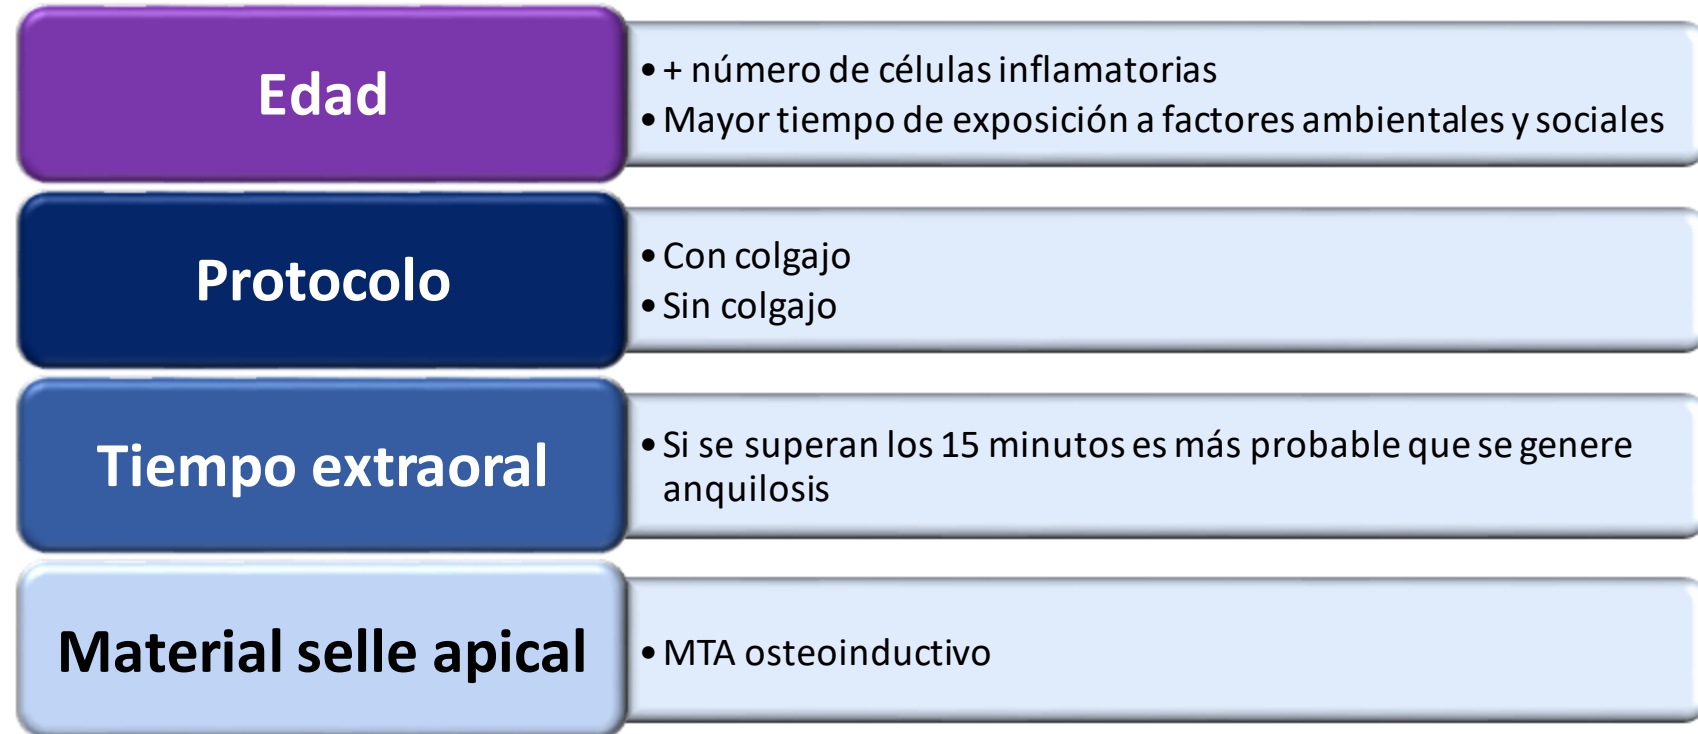 Edad
• + número de células inflamatorias
• Mayor tiempo de exposición a factores ambientales y sociales
Protocolo
• Con colgajo
• Sin colgajo
Tiempo extraoral
• Si se superan los 15 minutos es más probable que se genere
anquilosis
Material selle apical
• MTA osteoinductivo